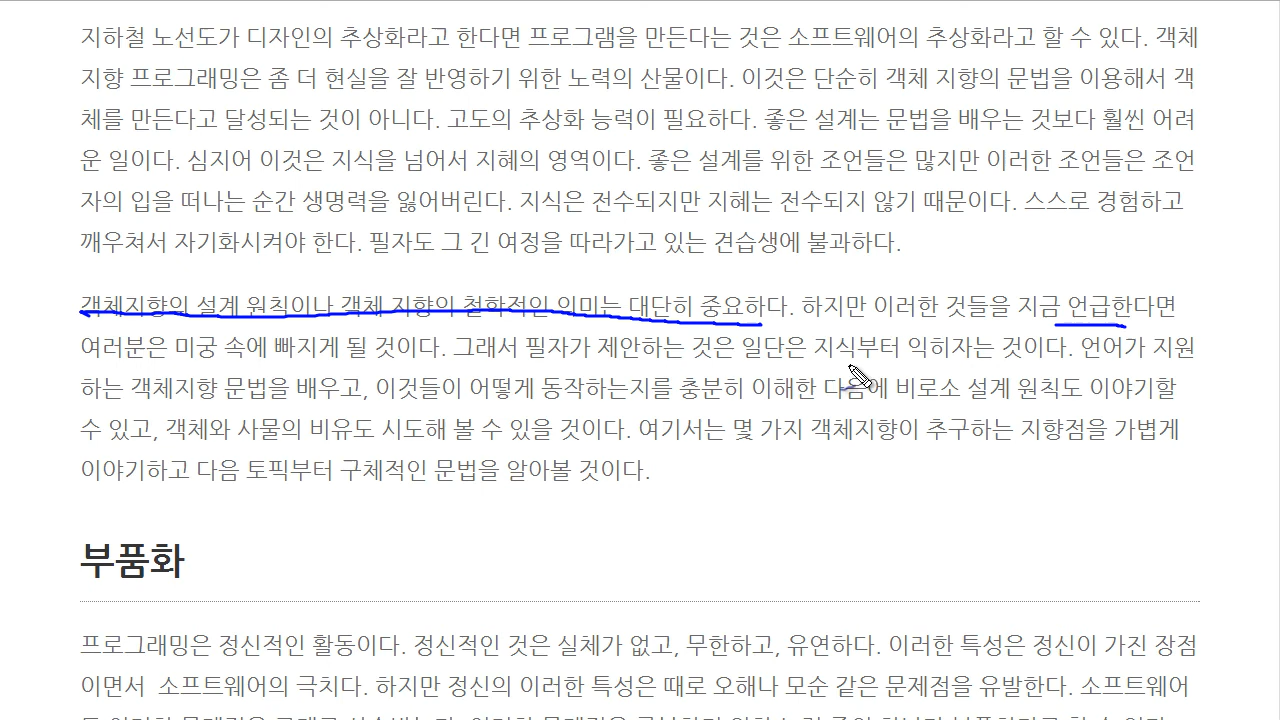 지하철 노선도가 디자인의 추상화라고 한다면 프로그램을 만든다는 것은 소프트웨어의 추상화라고 할 수 있다. 객체
지향 프로그래밍은 좀 더 현실을 잘 반영하기 위한 노력의 산물이다. 이것은 단순히 객체 지향의 문법을 이용해서 객
체를 만든다고 달성되는 것이 아니다. 고도의 추상화 능력이 필요하다. 좋은 설계는 문법을 배우는 것보다 훨씬 어려
운 일이다. 심지어 이것은 지식을 넘어서 지혜의 영역이다. 좋은 설계를 위한 조언들은 많지만 이러한 조언들은 조언
자의 입을 떠나는 순간 생명력을 잃어버린다. 지식은 전수되지만 지혜는 전수되지 않기 때문이다. 스스로 경험하고
깨우쳐서 자기화시켜야 한다. 필자도 그 긴 여정을 따라가고 있는 견습생에 불과하다.
객체지향의 설계 원칙이나 객체 지향의 철학적인 의미는 대단히 중요하다. 하지만 이러한 것들을 지금 언급한다면
여러분은 미궁 속에 빠지게 될 것이다. 그래서 필자가 제안하는 것은 일단은 지식부터 익히자는 것이다. 언어가 지원
하는 객체지향 문법을 배우고, 이것들이 어떻게 동작하는지를 충분히 이해한 다음에 비로소 설계 원칙도 이야기할
수 있고, 객체와 사물의 비유도 시도해 볼 수 있을 것이다. 여기서는 몇 가지 객체지향이 추구하는 지향점을 가볍게
이야기하고 다음 토픽부터 구체적인 문법을 알아볼 것이다.
부품화
프로그래밍은 정신적인 활동이다. 정신적인 것은 실체가 없고, 무한하고, 유연하다. 이러한 특성은 정신이 가진 장점
이면서 소프트웨어의 극치다. 하지만 정신의 이러한 특성은 때로 오해나 모순 같은 문제점을 유발한다. 소프트웨어